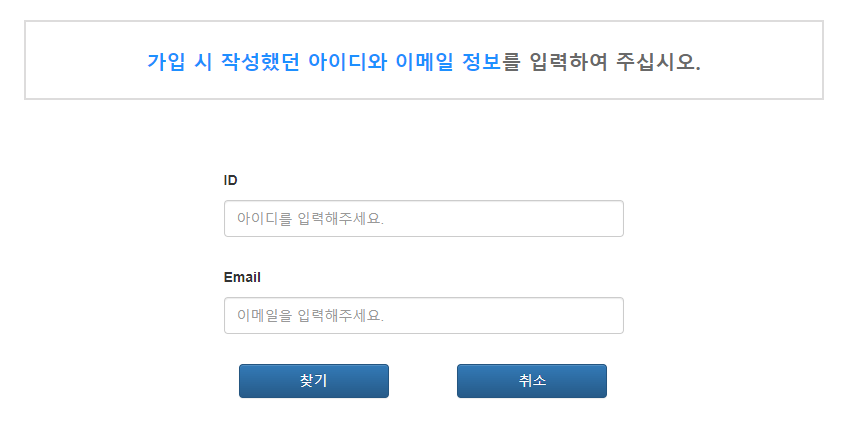 가입 시 작성했던 아이디와 이메일 정보를 입력하여 주십시오.
ID
아이디를 입력해주세요.
Email
이메일을 입력해주세요.
찾기 취소